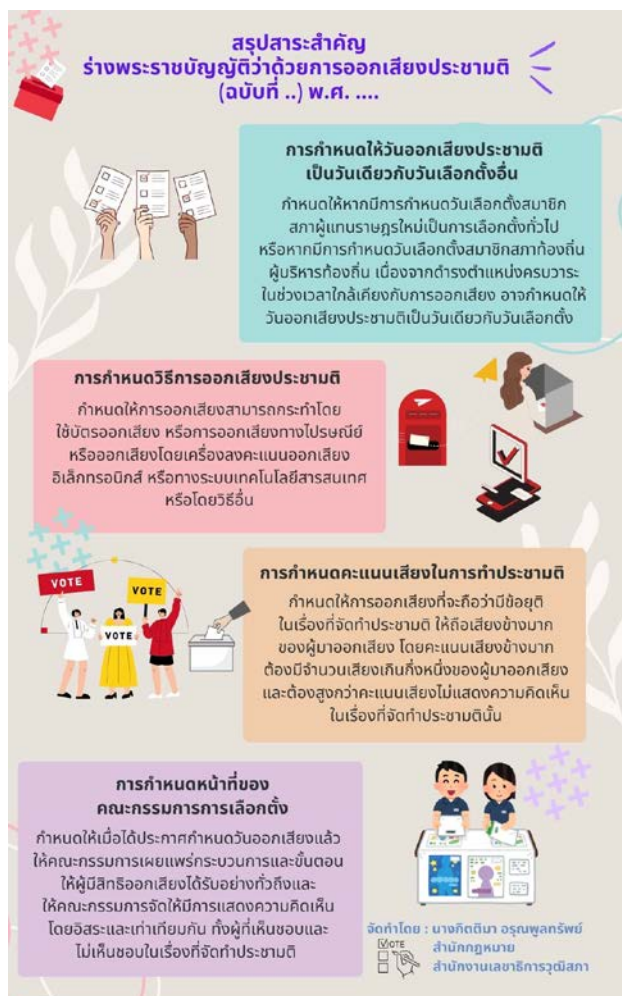 สรุปสาระสำคัญ
ร่างพระราชบัญญัติว่าด้วยการออกเสียงประชามติ
(ฉบับที่ ..) พ.ศ. ....
การกำหนดให้วันออกเสียงประชามติ
เป็นวันเดียวกับวันเลือกตั้งอื่น
กำหนดให้หากมีการกำหนดวันเลือกตั้งสมาชิก
สภาผู้แทนราษฎรใหม่เป็นการเลือกตั้งทั่วไป
หรือหากมีการกำหนดวันเลือกตั้งสมาชิกสภาท้องถิ่น
ผู้บริหารท้องถิ่น เนื่องจากดำรงตำแหน่งครบวาระ
ในช่วงเวลาใกล้เคียงกับการออกเสียง อาจกำหนดให้
วันออกเสียงประชามติเป็นวันเดียวกับวันเลือกตั้ง
การกำหนดวิธีการออกเสียงประชามติ
กำหนดให้การออกเสียงสามารถกระทำโดย
ใช้บัตรออกเสียง หรือการออกเสียงทางไปรษณีย์
หรือออกเสียงโดยเครื่องลงคะแนนออกเสียง
อิเล็กทรอนิกส์ หรือทางระบบเทคโนโลยีสารสนเทศ
หรือโดยวิธีอื่น
VOTE
VOTE
VOTE
การกำหนดคะแนนเสียงในการทำประชามติ
กำหนดให้การออกเสียงที่จะถือว่ามีข้อยุติ
ในเรื่องที่จัดทำประชามติ ให้ถือเสียงข้างมาก
ของผู้มาออกเสียง โดยคะแนนเสียงข้างมาก
ต้องมีจำนวนเสียงเกินกึ่งหนึ่งของผู้มาออกเสียง
และต้องสูงกว่าคะแนนเสียงไม่แสดงความคิดเห็น
ในเรื่องที่จัดทำประชามตินั้น
การกำหนดหน้าที่ของ
คณะกรรมการการเลือกตั้ง
กำหนดให้เมื่อได้ประกาศกำหนดวันออกเสียงแล้ว
ให้คณะกรรมการเผยแพร่กระบวนการและขั้นตอน
ให้ผู้มีสิทธิออกเสียงได้รับอย่างทั่วถึงและ
ให้คณะกรรมการจัดให้มีการแสดงความคิดเห็น
โดยอิสระและเท่าเทียมกัน ทั้งผู้ที่เห็นชอบและ
ไม่เห็นชอบในเรื่องที่จัดทำประชามติ
จัดทำโดย : นางกิตติมา อรุณพูลทรัพย์
VOTE
สำนักกฎหมาย
สำนักงานเลขาธิการวุฒิสภา